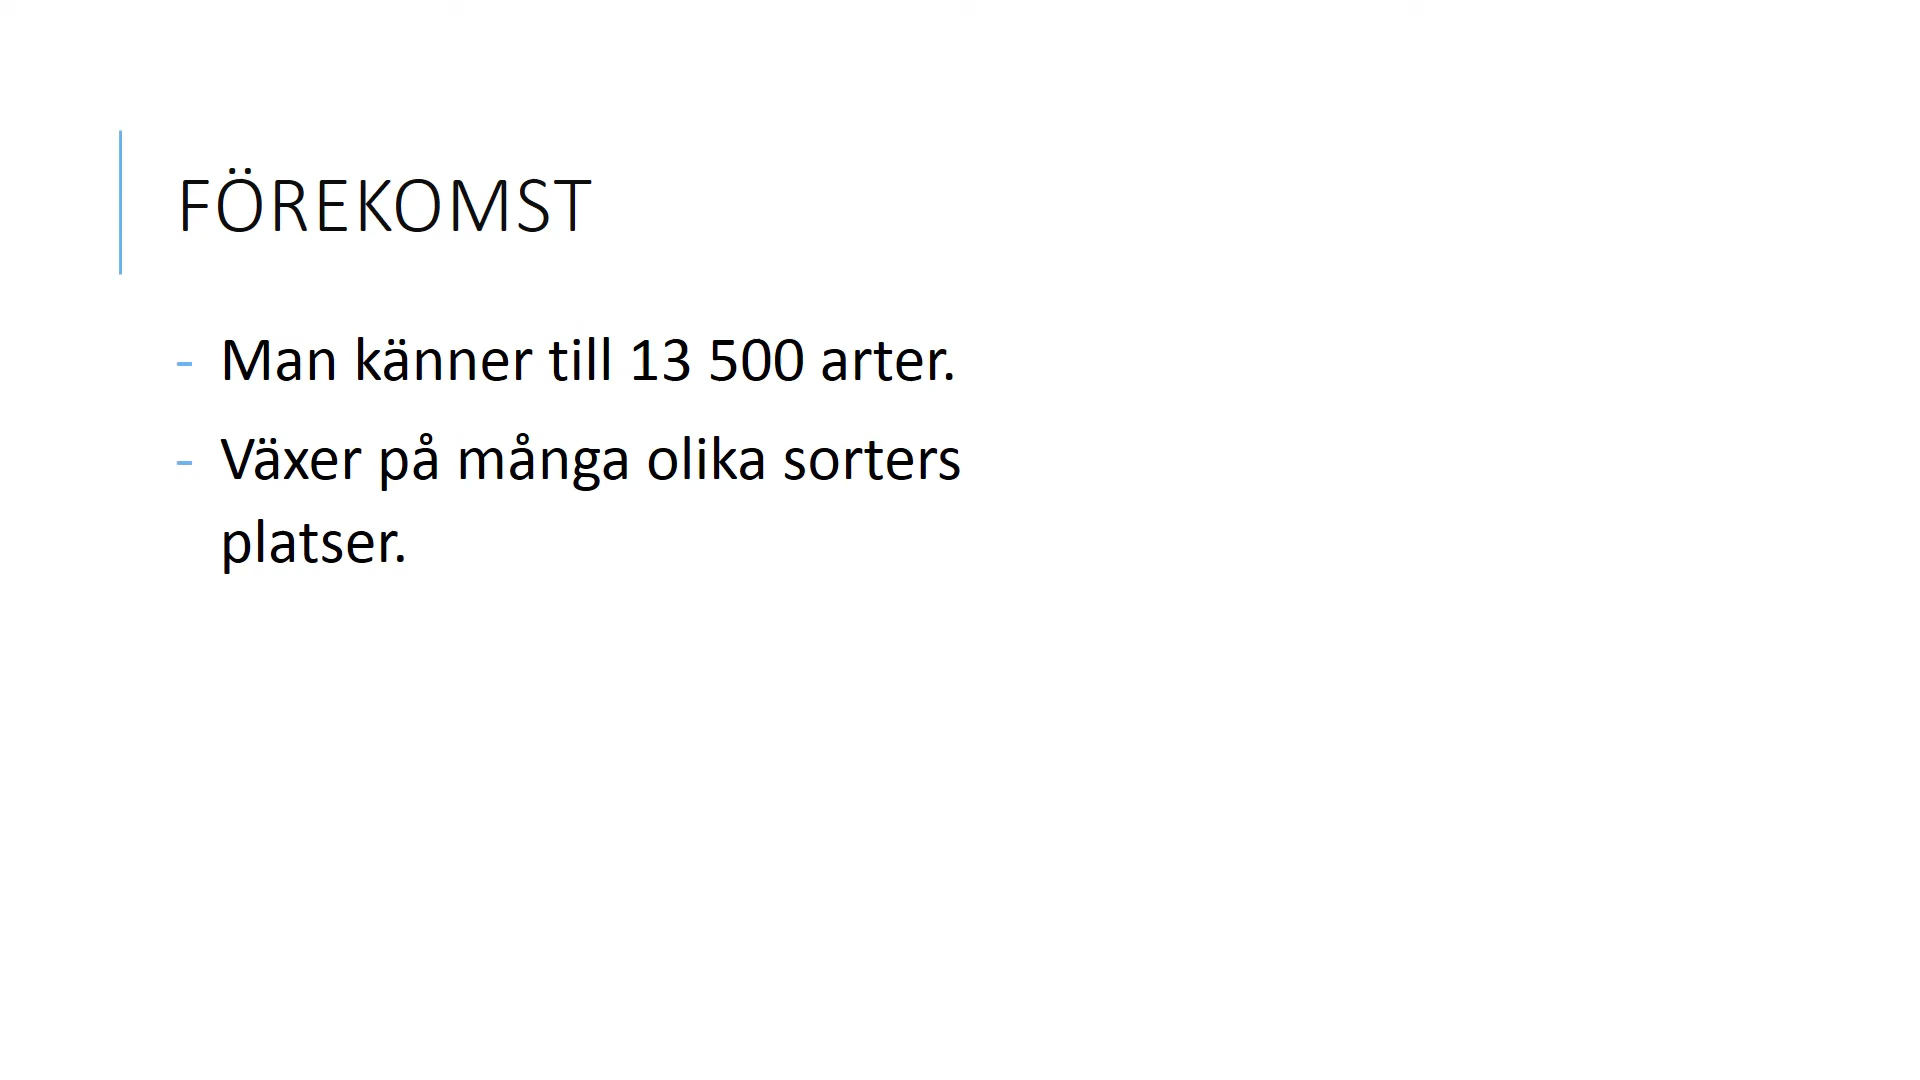 FÖREKOMST
- Man känner till 13 500 arter.
- Växer på många olika sorters
platser.